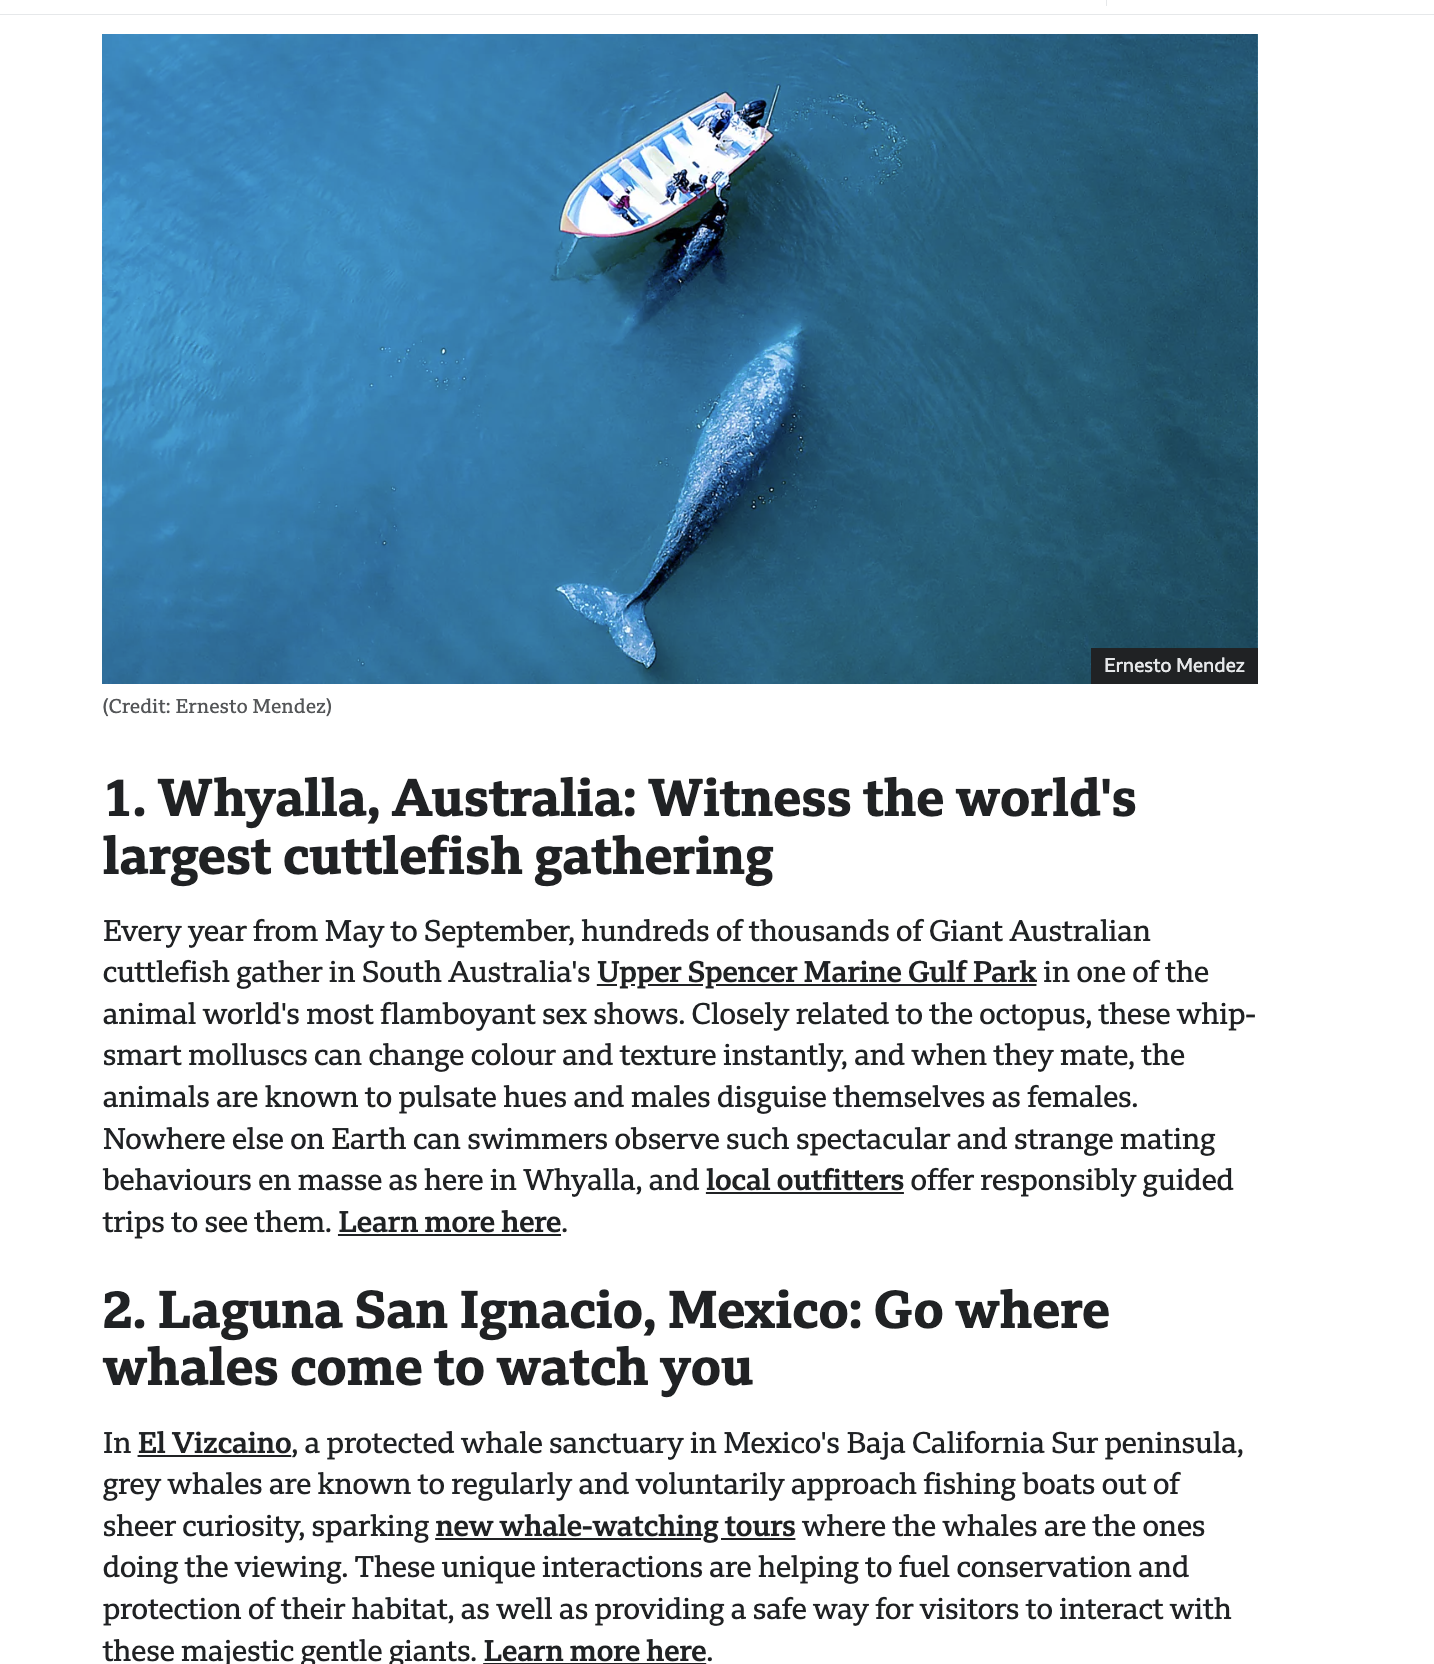 Ernesto Mendez
(Credit: Ernesto Mendez)
1. Whyalla, Australia: Witness the world's
largest cuttlefish gathering
Every year from May to September, hundreds of thousands of Giant Australian
cuttlefish gather in South Australia's Upper Spencer Marine Gulf Park in one of the
animal world's most flamboyant sex shows. Closely related to the octopus, these whip-
smart molluscs can change colour and texture instantly, and when they mate, the
animals are known to pulsate hues and males disguise themselves as females.
Nowhere else on Earth can swimmers observe such spectacular and strange mating
behaviours en masse as here in Whyalla, and local outfitters offer responsibly guided
trips to see them. Learn more here.
2. Laguna San Ignacio, Mexico: Go where
whales come to watch you
In El Vizcaino, a protected whale sanctuary in Mexico's Baja California Sur peninsula,
grey whales are known to regularly and voluntarily approach fishing boats out of
sheer curiosity, sparking new whale-watching tours where the whales are the ones
doing the viewing. These unique interactions are helping to fuel conservation and
protection of their habitat, as well as providing a safe way for visitors to interact with
these majestic gentle giants. Learn more here.